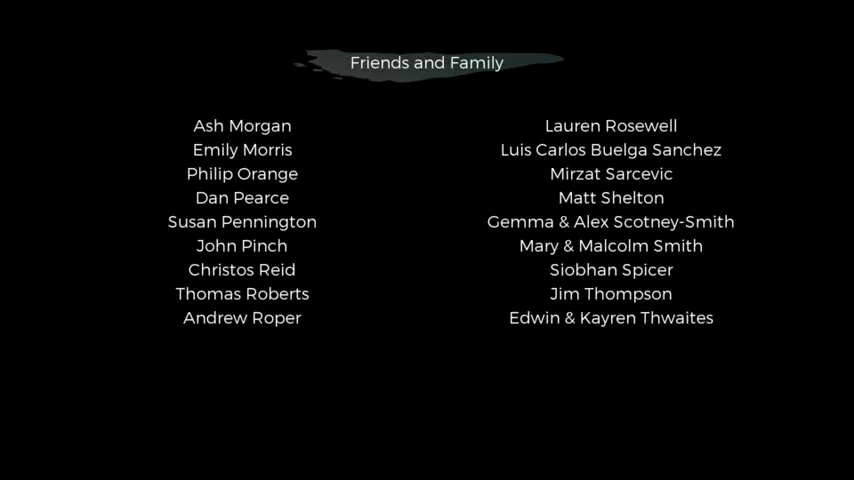 Friends and Family
Ash Morgan
Emily Morris
Philip Orange
Dan Pearce
Susan Pennington
John Pinch
Christos Reid
Thomas Roberts
Andrew Roper
Lauren Rosewell
Luis Carlos Buelga Sanchez
Mirzat Sarcevic
Matt Shelton
Gemma & Alex Scotney-Smith
Mary & Malcolm Smith
Siobhan Spicer
Jim Thompson
Edwin & Kayren Thwaites